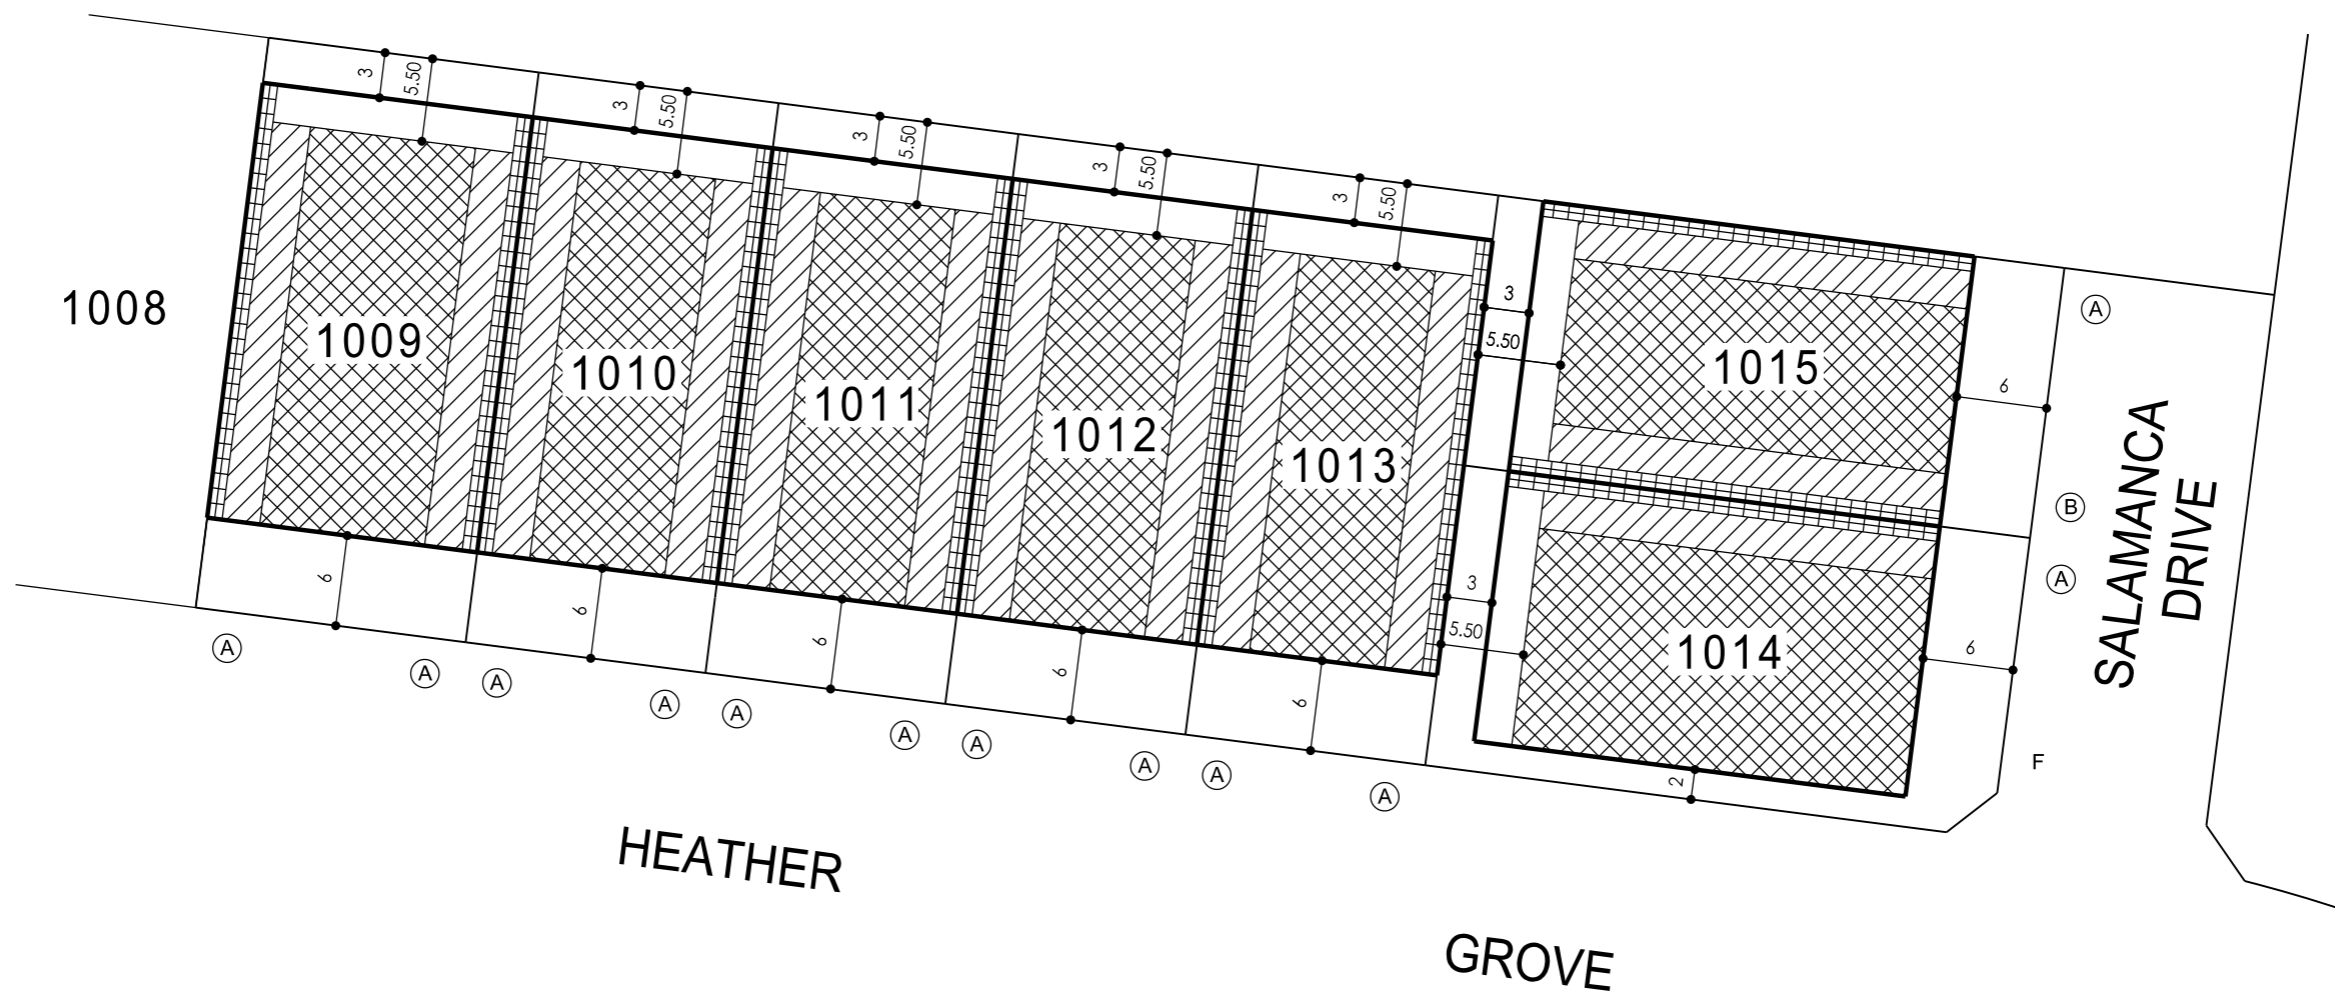 3 5.50 3 5.50 3 5.50 3 5.50 3 5.50
1008
1009
1010
1011
1012
1013
3
5.50
1015
6
A
B
A
SALAMANCA
DRIVE
3
5.50
1014
6
F
2
6 6 6 6 6
A A A A A A A A A A
HEATHER
GROVE